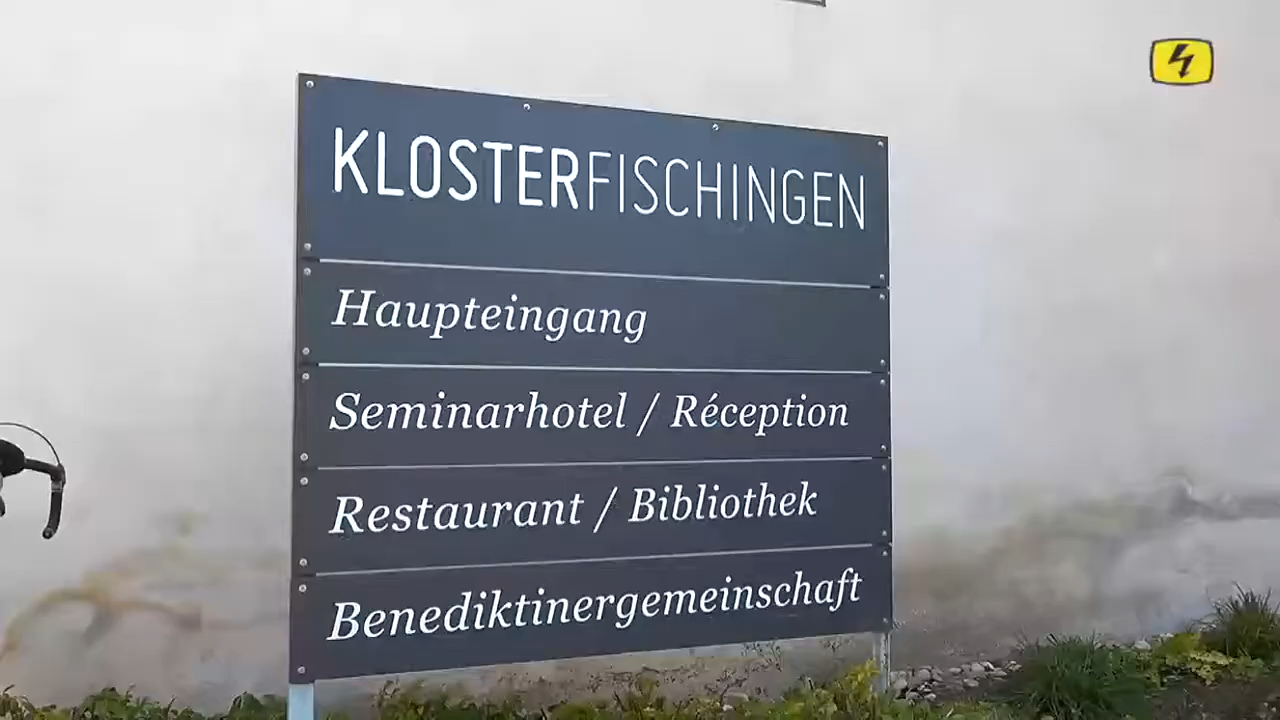 KLOSTERFISCHINGEN
Haupteingang
Seminarhotel / Réception
Restaurant / Bibliothek
Benediktinergemeinschaft